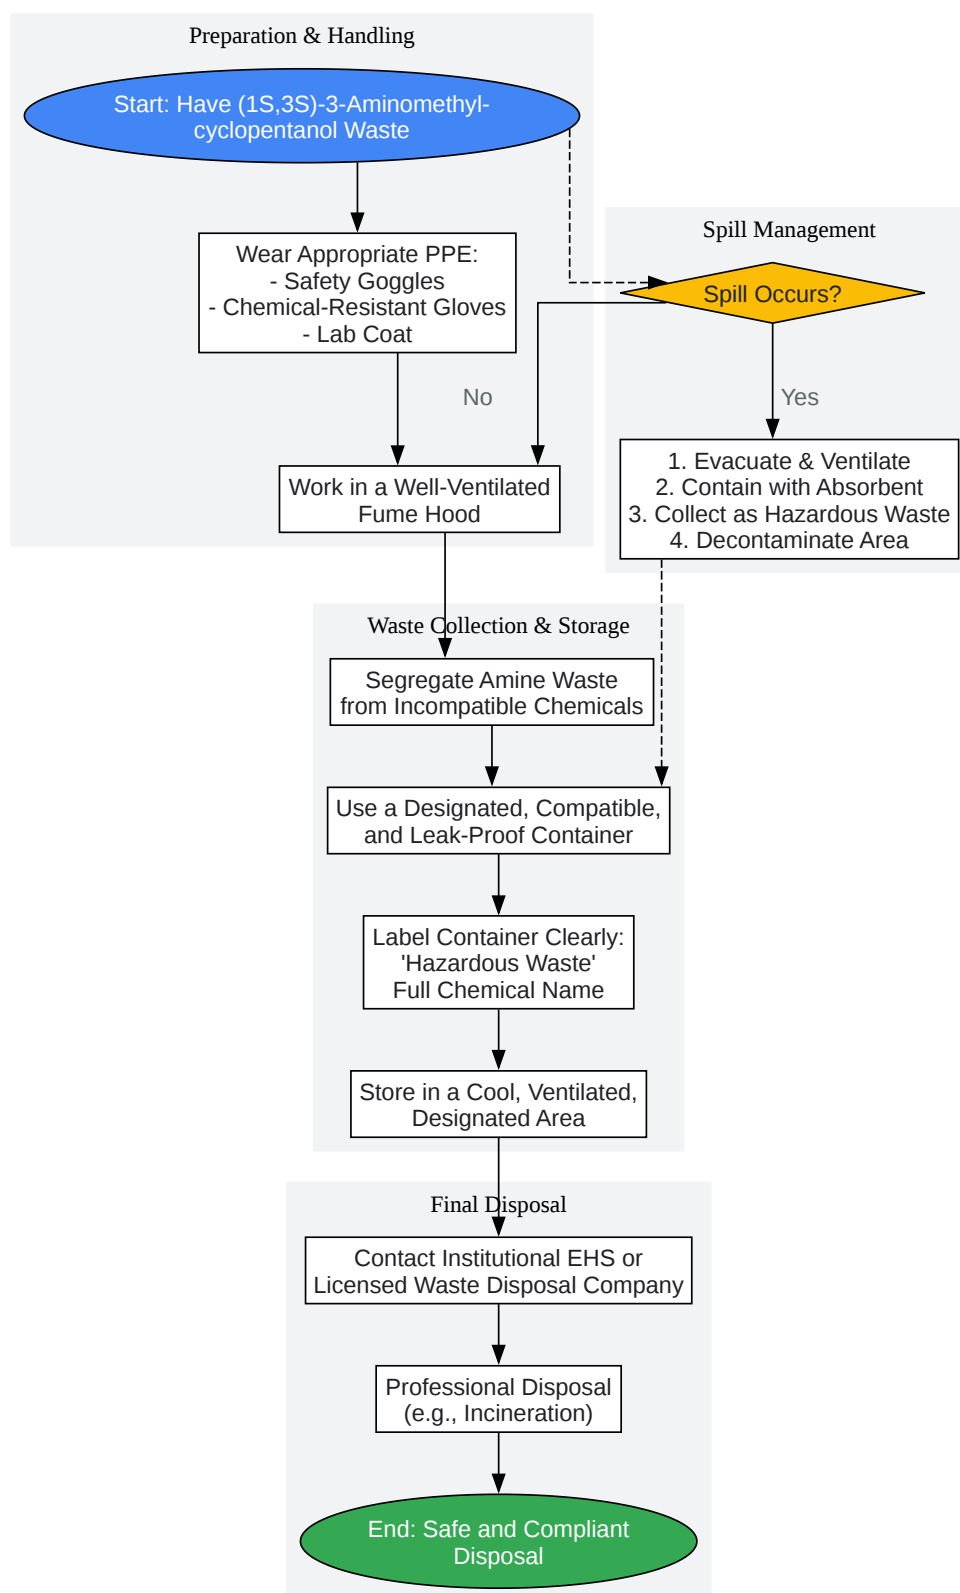 Preparation & Handling
Start: Have (1S,3S)-3-Aminomethyl-
cyclopentanol Waste
Wear Appropriate PPE:
- Safety Goggles
- Chemical-Resistant Gloves
- Lab Coat
No
Work in a Well-Ventilated
Fume Hood
Spill Management
Spill Occurs?
Yes
1. Evacuate & Ventilate
2. Contain with Absorbent
3. Collect as Hazardous Waste
4. Decontaminate Area
Waste Collection & Storage
Segregate Amine Waste
from Incompatible Chemicals
Use a Designated, Compatible,
and Leak-Proof Container
Label Container Clearly:
'Hazardous Waste'
Full Chemical Name
Store in a Cool, Ventilated,
Designated Area
Final Disposal
Contact Institutional EHS or
Licensed Waste Disposal Company
Professional Disposal
(e.g., Incineration)
End: Safe and Compliant
Disposal